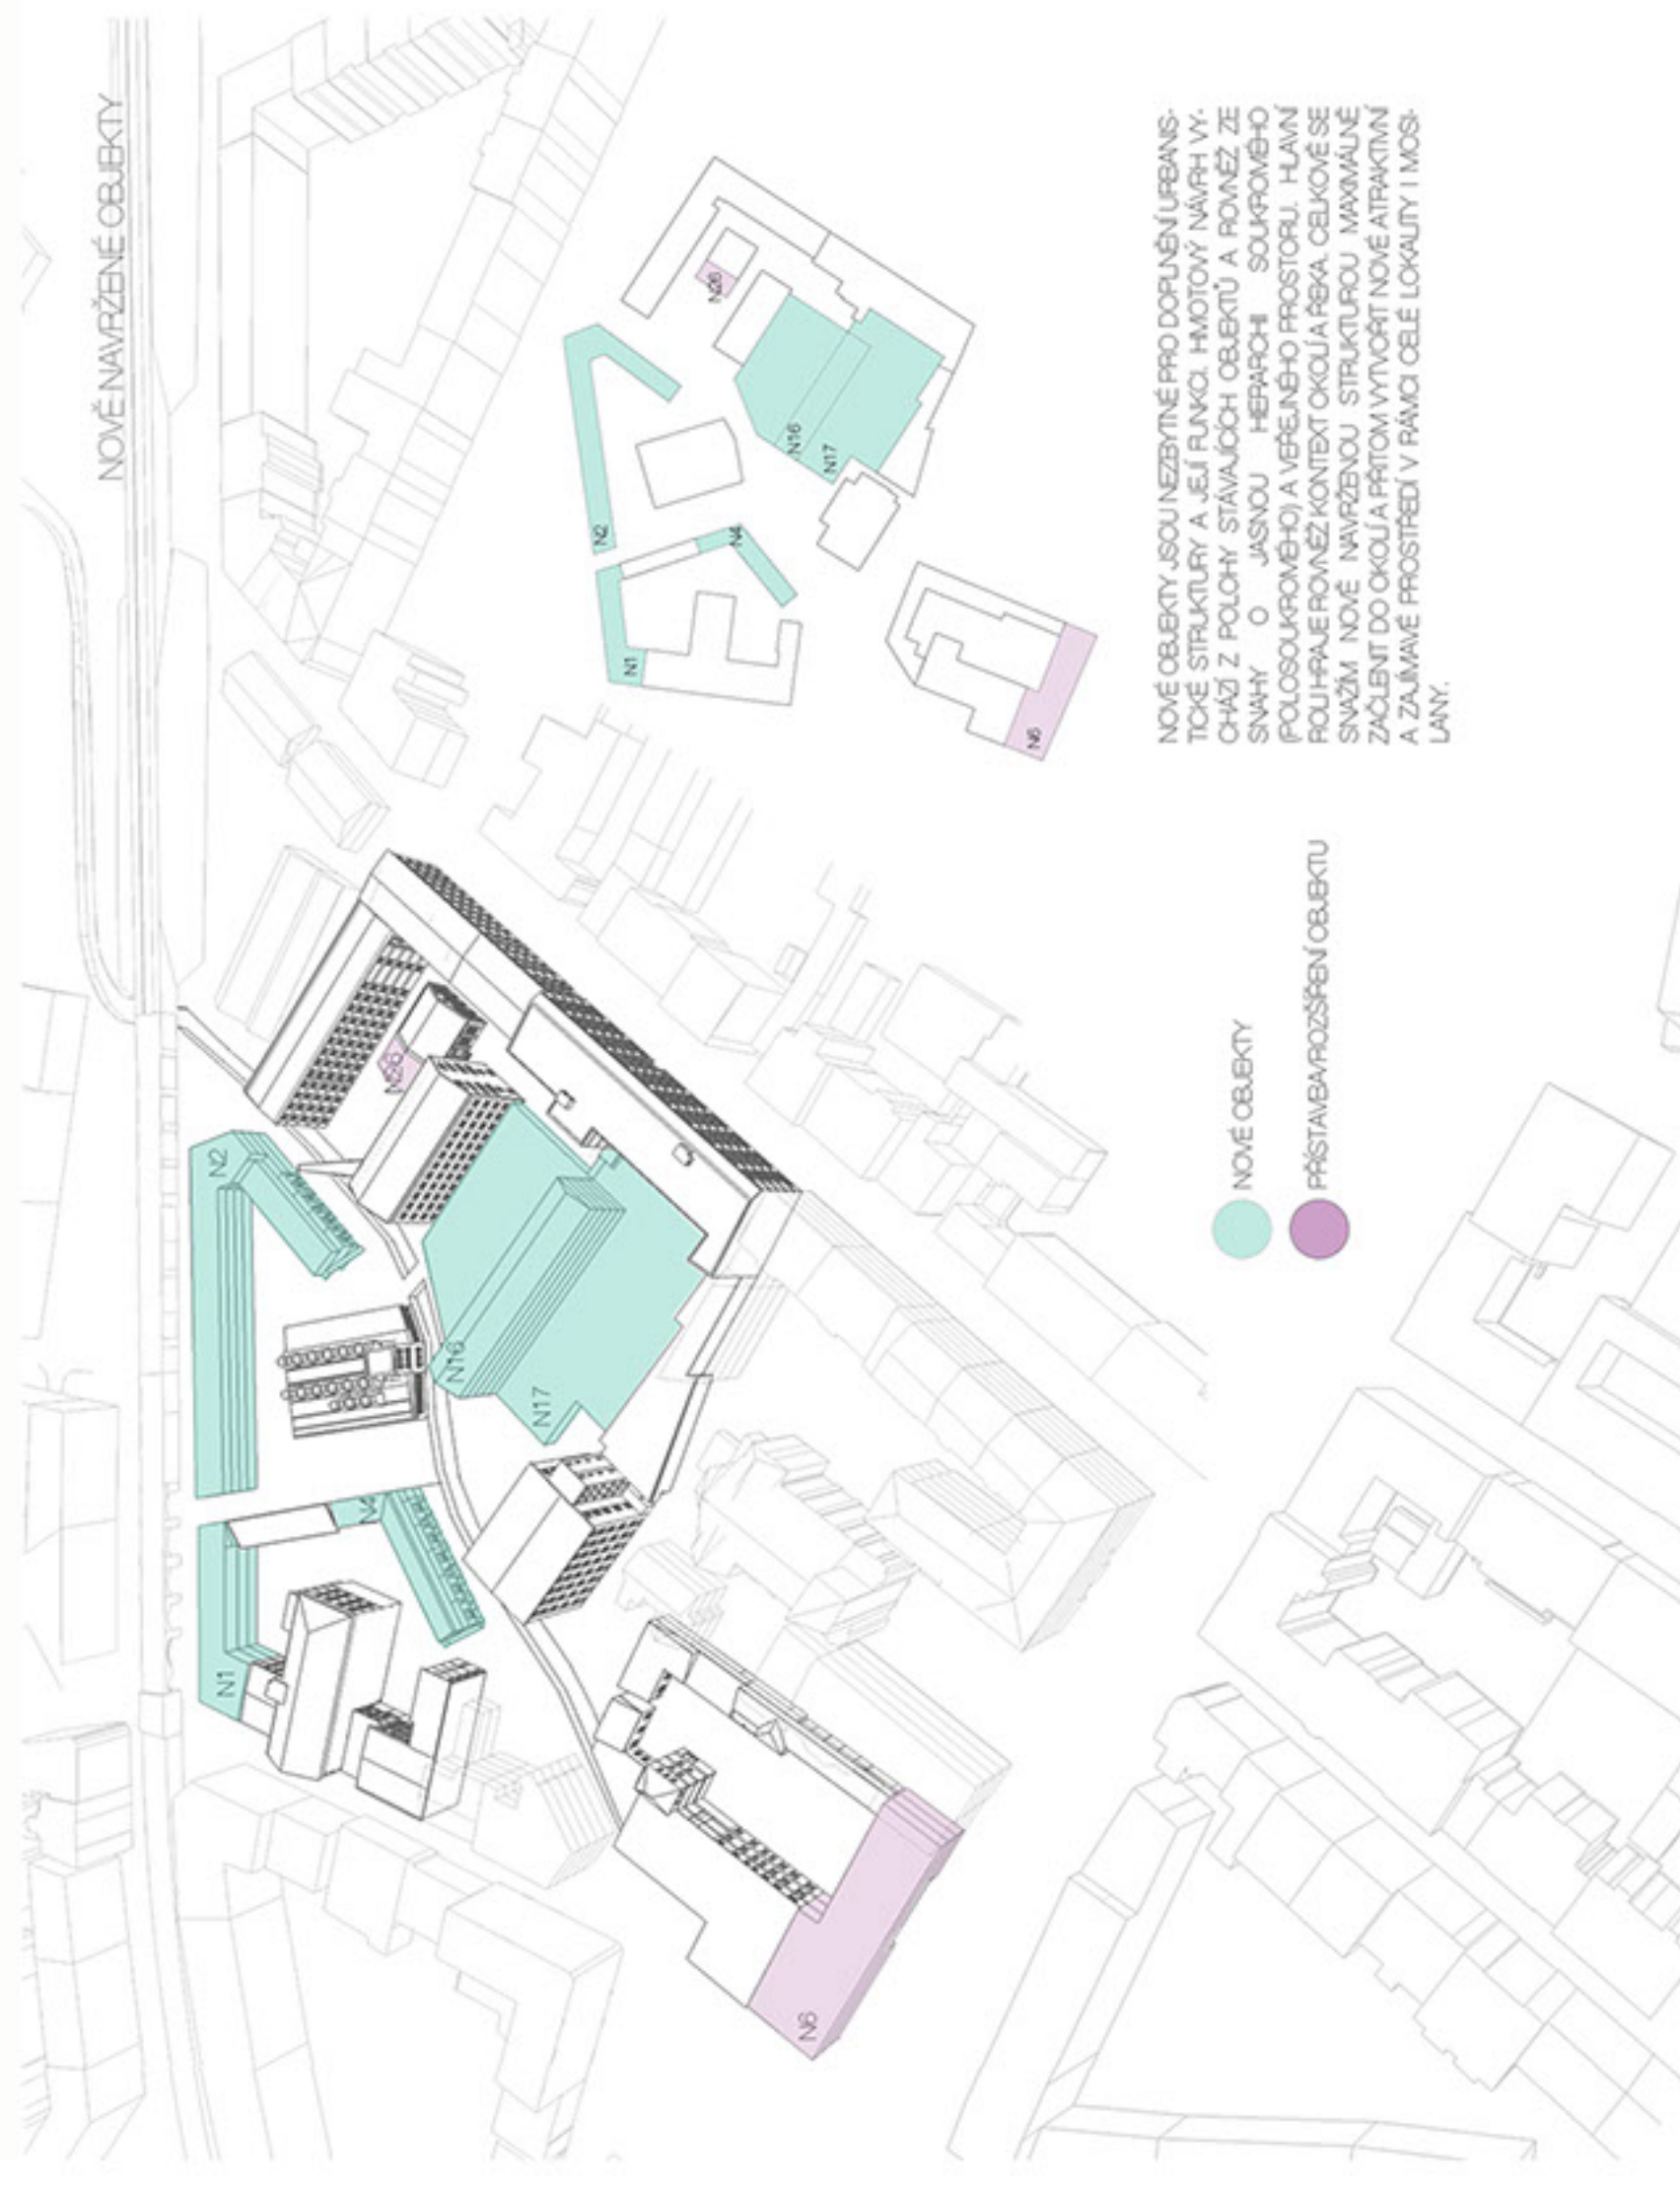 NOVĚ NAVRŽENÉ OBJEKTY
N1
N2
N4
N16
N17
N26
N6
N1
N2
N4
N16
N17
N26
N6
NOVÉ OBJEKTY
PŘÍSTAVBA/ROZŠÍŘENÍ OBJEKTU
NOVÉ OBJEKTY JSOU NEZBYTNÉ PRO DOPLNĚNÍ URBANIS-
TICKÉ STRUKTURY A JEJÍ FUNKCI. HMOTOVÝ NÁVRH VY-
CHÁZÍ Z POLOHY STÁVAJÍCÍCH OBJEKTŮ A ROVNĚŽ ZE
SNAHY O JASNOU HIERARCHII SOUKROMÉHO
(POLOSOUKROMÉHO) A VEŘEJNÉHO PROSTORU. HLAVNÍ
ROLI HRAJE ROVNĚŽ KONTEXT OKOLÍ A ŘEKA. CELKOVĚ SE
SNAŽÍM NOVĚ NAVRŽENOU STRUKTUROU MAXIMÁLNĚ
ZAČLENIT DO OKOLÍ A PŘITOM VYTVOŘIT NOVÉ ATRAKTIVNÍ
A ZAJÍMAVÉ PROSTŘEDÍ V RÁMCI CELÉ LOKALITY I MOSI-
LANY.